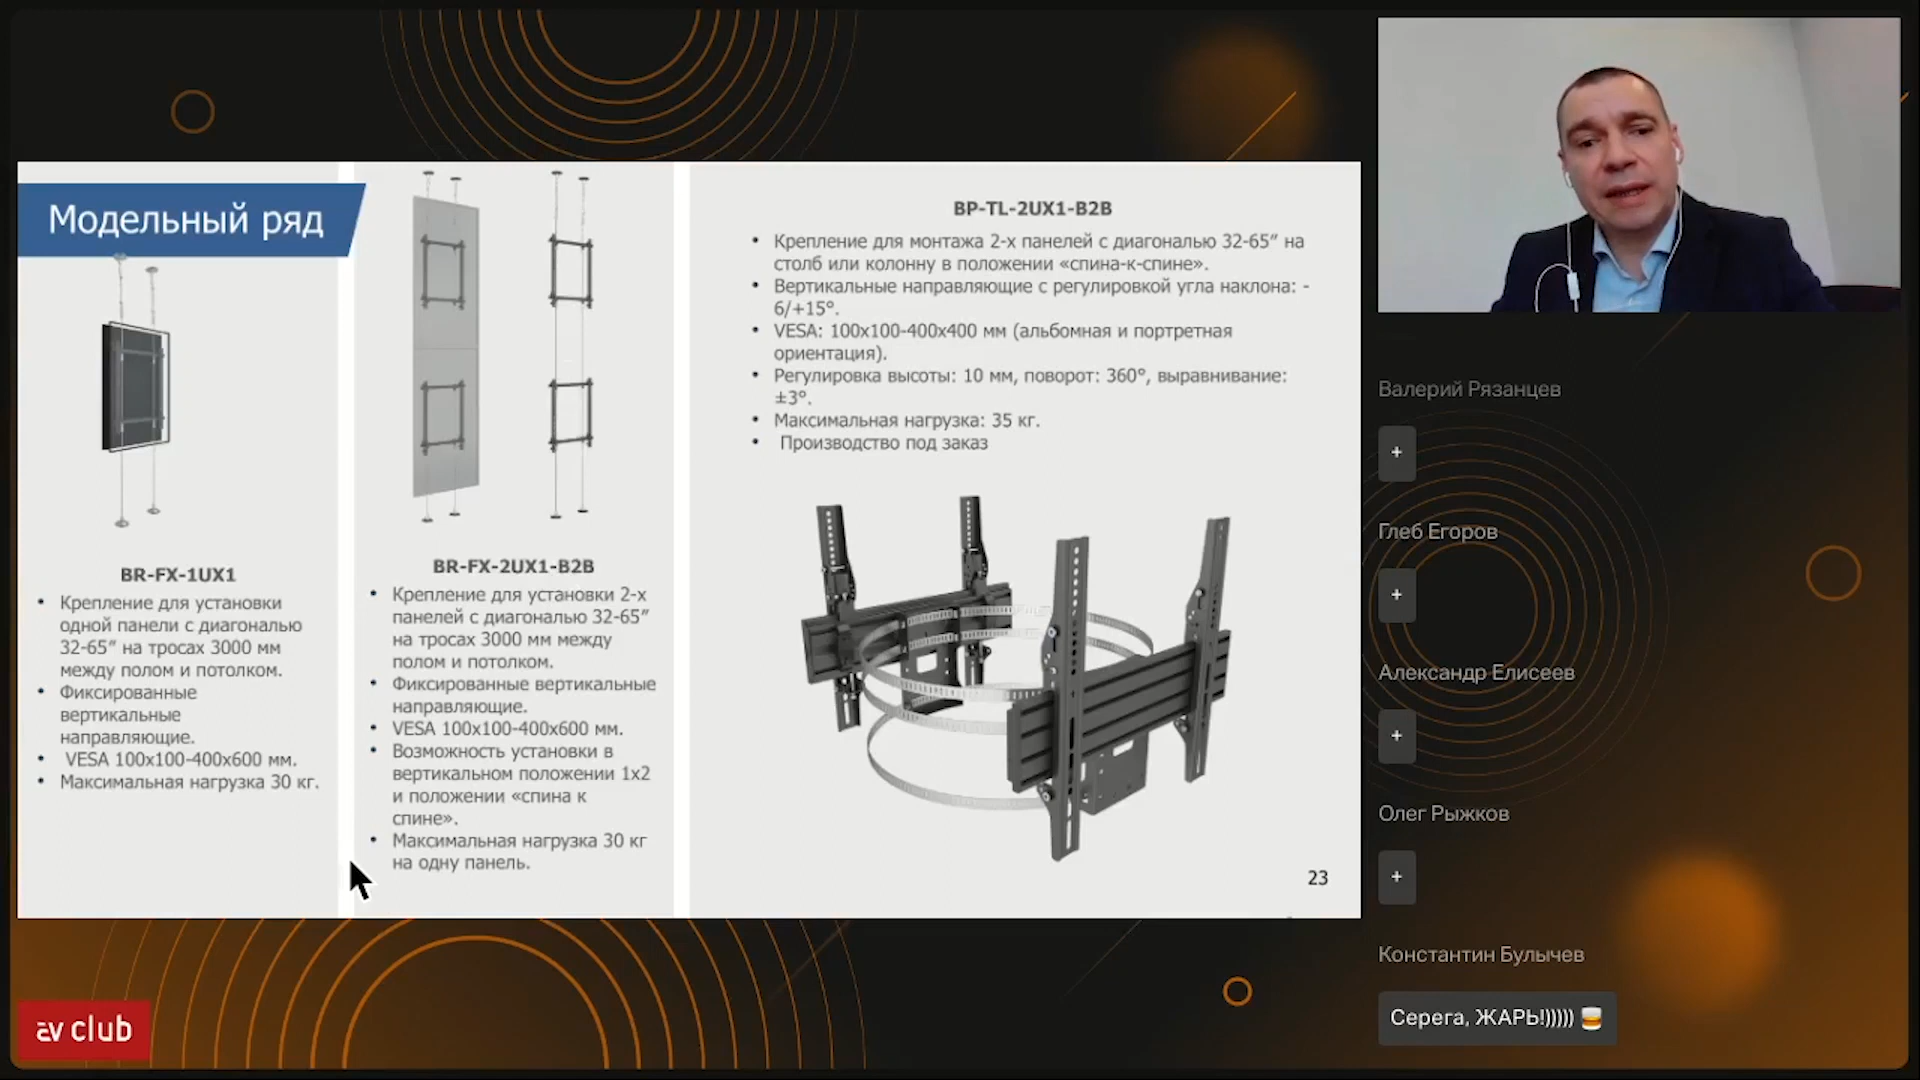 Модельный ряд
BR-FX-1UX1
• Крепление для установки
одной панели с диагональю
32-65″ на тросах 3000 мм
между полом и потолком.
• Фиксированные
вертикальные
направляющие.
• VESA 100x100-400x600 мм.
• Максимальная нагрузка 30 кг.
BR-FX-2UX1-B2B
• Крепление для установки 2-х
панелей с диагональю 32-65″
на тросах 3000 мм между
полом и потолком.
• Фиксированные вертикальные
направляющие.
• VESA 100x100-400x600 мм.
• Возможность установки в
вертикальном положении 1x2
и положении «спина к
спине».
• Максимальная нагрузка 30 кг
на одну панель.
BP-TL-2UX1-B2B
• Крепление для монтажа 2-х панелей с диагональю 32-65″ на
столб или колонну в положении «спина-к-спине».
• Вертикальные направляющие с регулировкой угла наклона: -
6/+15°.
• VESA: 100x100-400x400 мм (альбомная и портретная
ориентация).
• Регулировка высоты: 10 мм, поворот: 360°, выравнивание:
±3°.
• Максимальная нагрузка: 35 кг.
• Производство под заказ
23
av club
Валерий Рязанцев
+
Глеб Егоров
+
Александр Елисеев
+
Олег Рыжков
+
Константин Булычев
Серега, ЖАРЬ!))))) 🥃